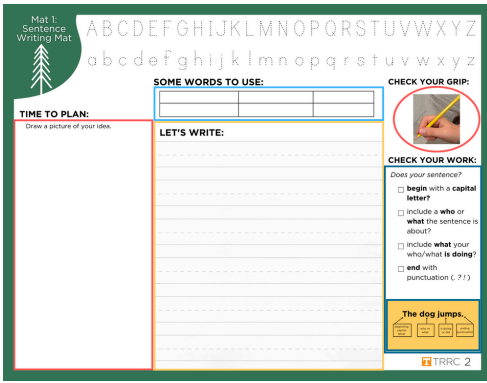 Mat 1:
Sentence
Writing Mat
A B C D E F G H I J K L M N O P Q R S T U V W X Y Z
a b c d e f g h i j k l m n o p q r s t u v w x y z
SOME WORDS TO USE:
CHECK YOUR GRIP:
TIME TO PLAN:
Draw a picture of your idea.
LET'S WRITE:
CHECK YOUR WORK:
Does your sentence?
begin with a capital
letter?
include a who or
what the sentence is
about?
include what your
who/what is doing?
end with
punctuation (. ? ! )
The dog jumps.
TRRC 2